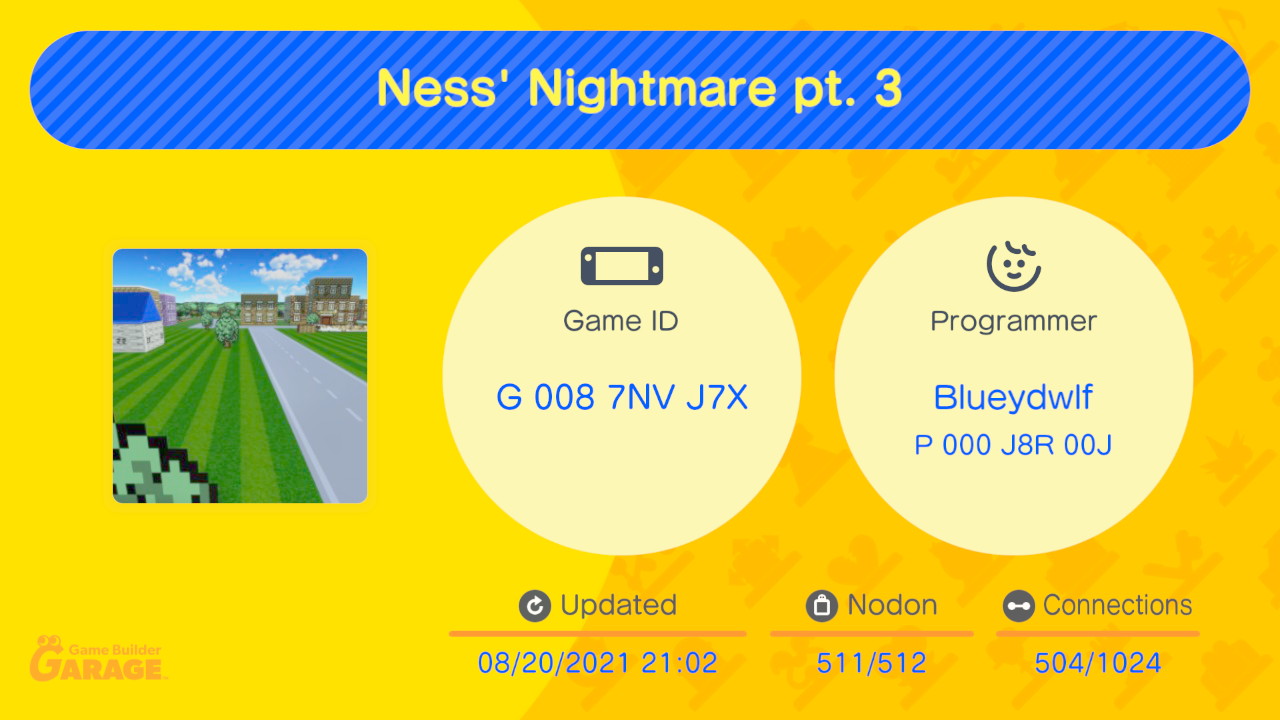 Ness' Nightmare pt. 3
Game ID
G 008 7NV J7X
Programmer
Blueydwlf
P 000 J8R 00J
Updated
08/20/2021 21:02
Nodon
511/512
Connections
504/1024
Game Builder
GARAGE